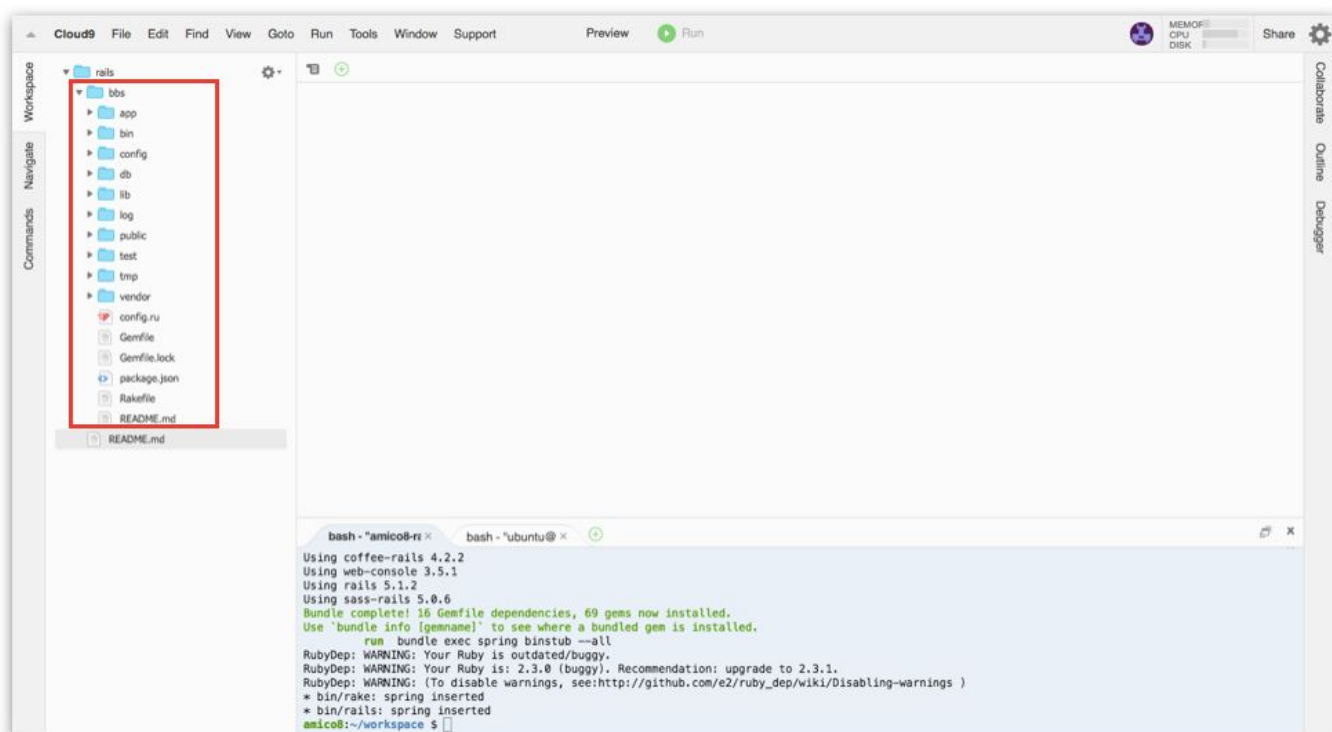 Cloud9 File Edit Find View Goto Run Tools Window Support Preview Run
MEMOR
CPU
DISK
Share
Workspace
Navigate
Commands
rails
bbs
app
bin
config
db
lib
log
public
test
tmp
vendor
config.ru
Gemfile
Gemfile.lock
package.json
Rakefile
README.md
README.md
Collaborate
Outline
Debugger
bash - "amico8-ra × bash - "ubuntu@ ×
Using coffee-rails 4.2.2
Using web-console 3.5.1
Using rails 5.1.2
Using sass-rails 5.0.6
Bundle complete! 16 Gemfile dependencies, 69 gems now installed.
Use `bundle info [gemname]` to see where a bundled gem is installed.
run bundle exec spring binstub --all
RubyDep: WARNING: Your Ruby is outdated/buggy.
RubyDep: WARNING: Your Ruby is: 2.3.0 (buggy). Recommendation: upgrade to 2.3.1.
RubyDep: WARNING: (To disable warnings, see:http://github.com/e2/ruby_dep/wiki/Disabling-warnings )
* bin/rake: spring inserted
* bin/rails: spring inserted
amico8:~/workspace $